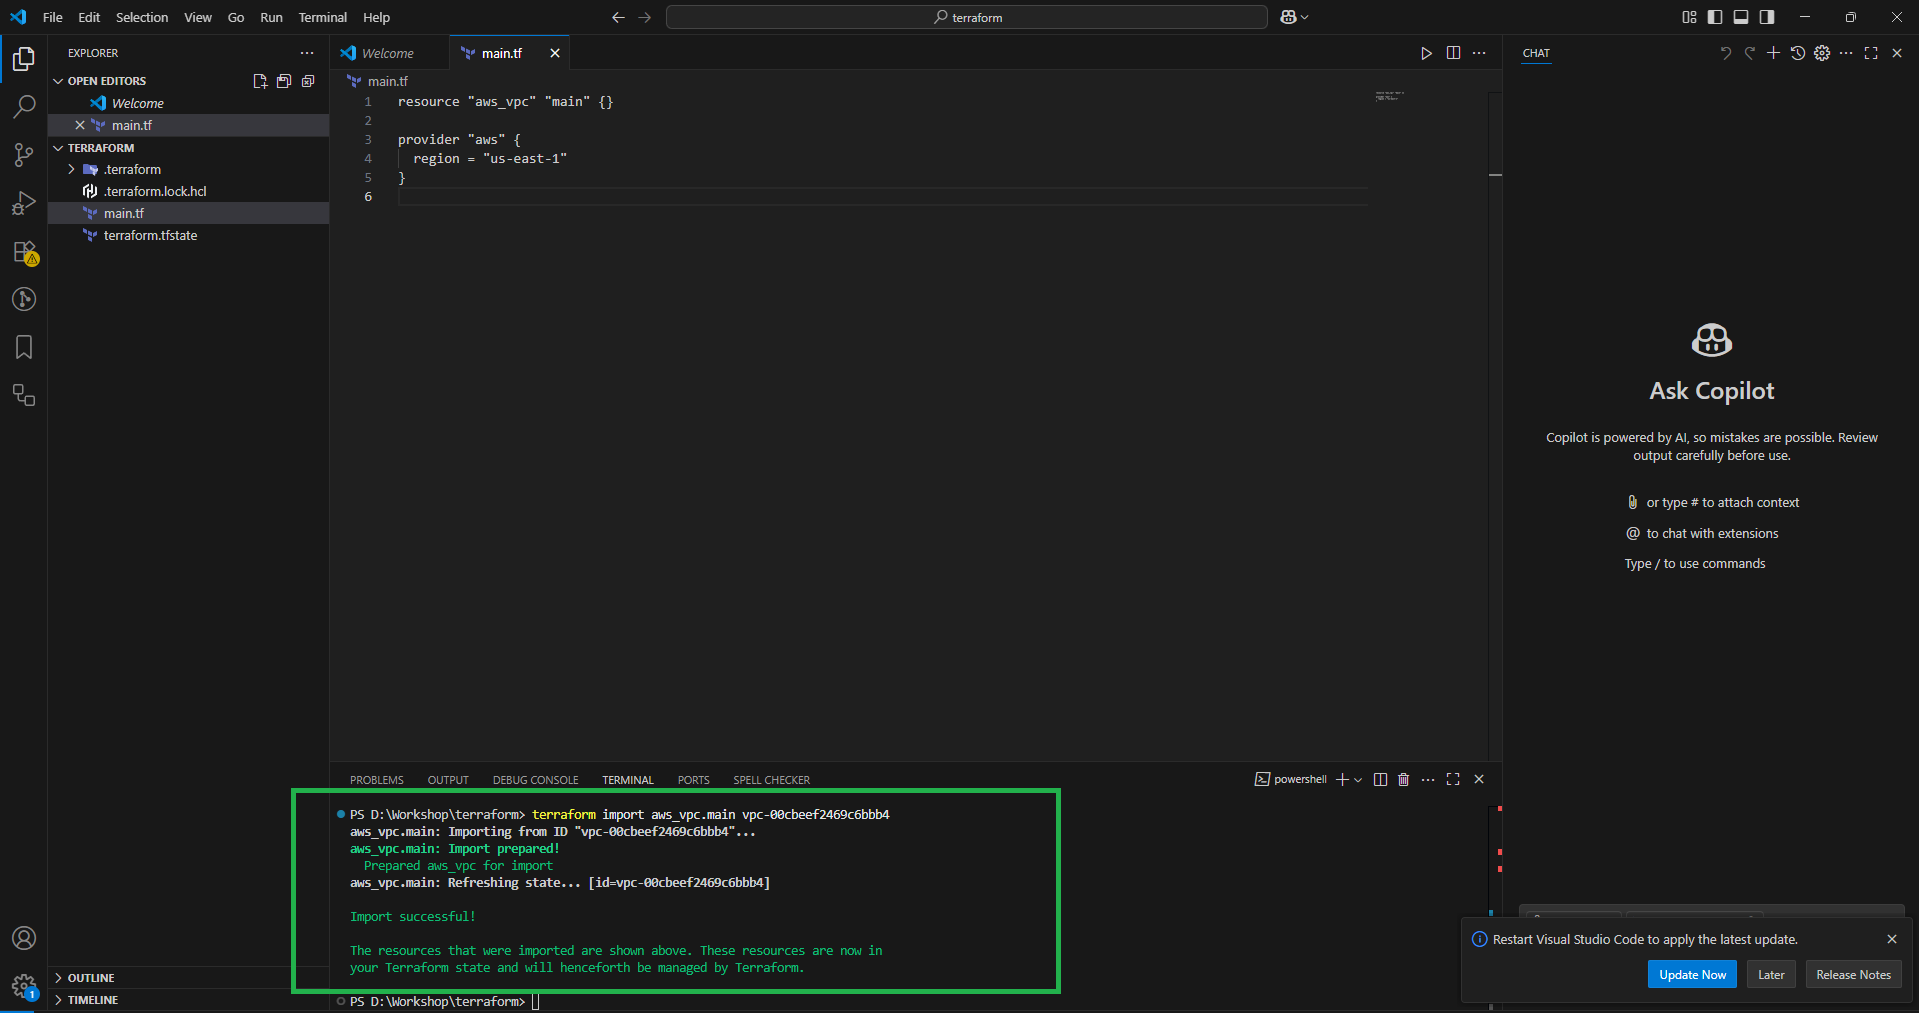 File Edit Selection View Go Run Terminal Help
terraform
EXPLORER
OPEN EDITORS
Welcome
main.tf
TERRAFORM
.terraform
.terraform.lock.hcl
main.tf
terraform.tfstate
OUTLINE
TIMELINE
1
Welcome
main.tf
main.tf
1 resource "aws_vpc" "main" {}
2
3 provider "aws" {
4 region = "us-east-1"
5 }
6
PROBLEMS OUTPUT DEBUG CONSOLE TERMINAL PORTS SPELL CHECKER
powershell
PS D:\Workshop\terraform> terraform import aws_vpc.main vpc-00cbeef2469c6bbb4
aws_vpc.main: Importing from ID "vpc-00cbeef2469c6bbb4"...
aws_vpc.main: Import prepared!
Prepared aws_vpc for import
aws_vpc.main: Refreshing state... [id=vpc-00cbeef2469c6bbb4]
Import successful!
The resources that were imported are shown above. These resources are now in
your Terraform state and will henceforth be managed by Terraform.
PS D:\Workshop\terraform>
CHAT
Ask Copilot
Copilot is powered by AI, so mistakes are possible. Review
output carefully before use.
or type # to attach context
@ to chat with extensions
Type / to use commands
Restart Visual Studio Code to apply the latest update.
Update Now Later Release Notes